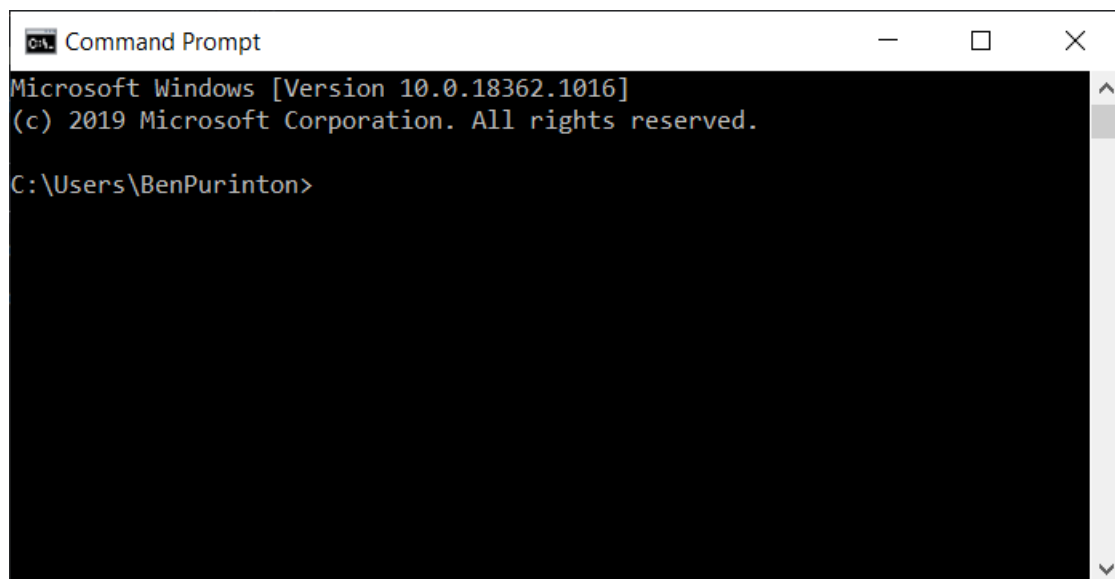 Command Prompt
Microsoft Windows [Version 10.0.18362.1016]
(c) 2019 Microsoft Corporation. All rights reserved.
C:\Users\BenPurinton>